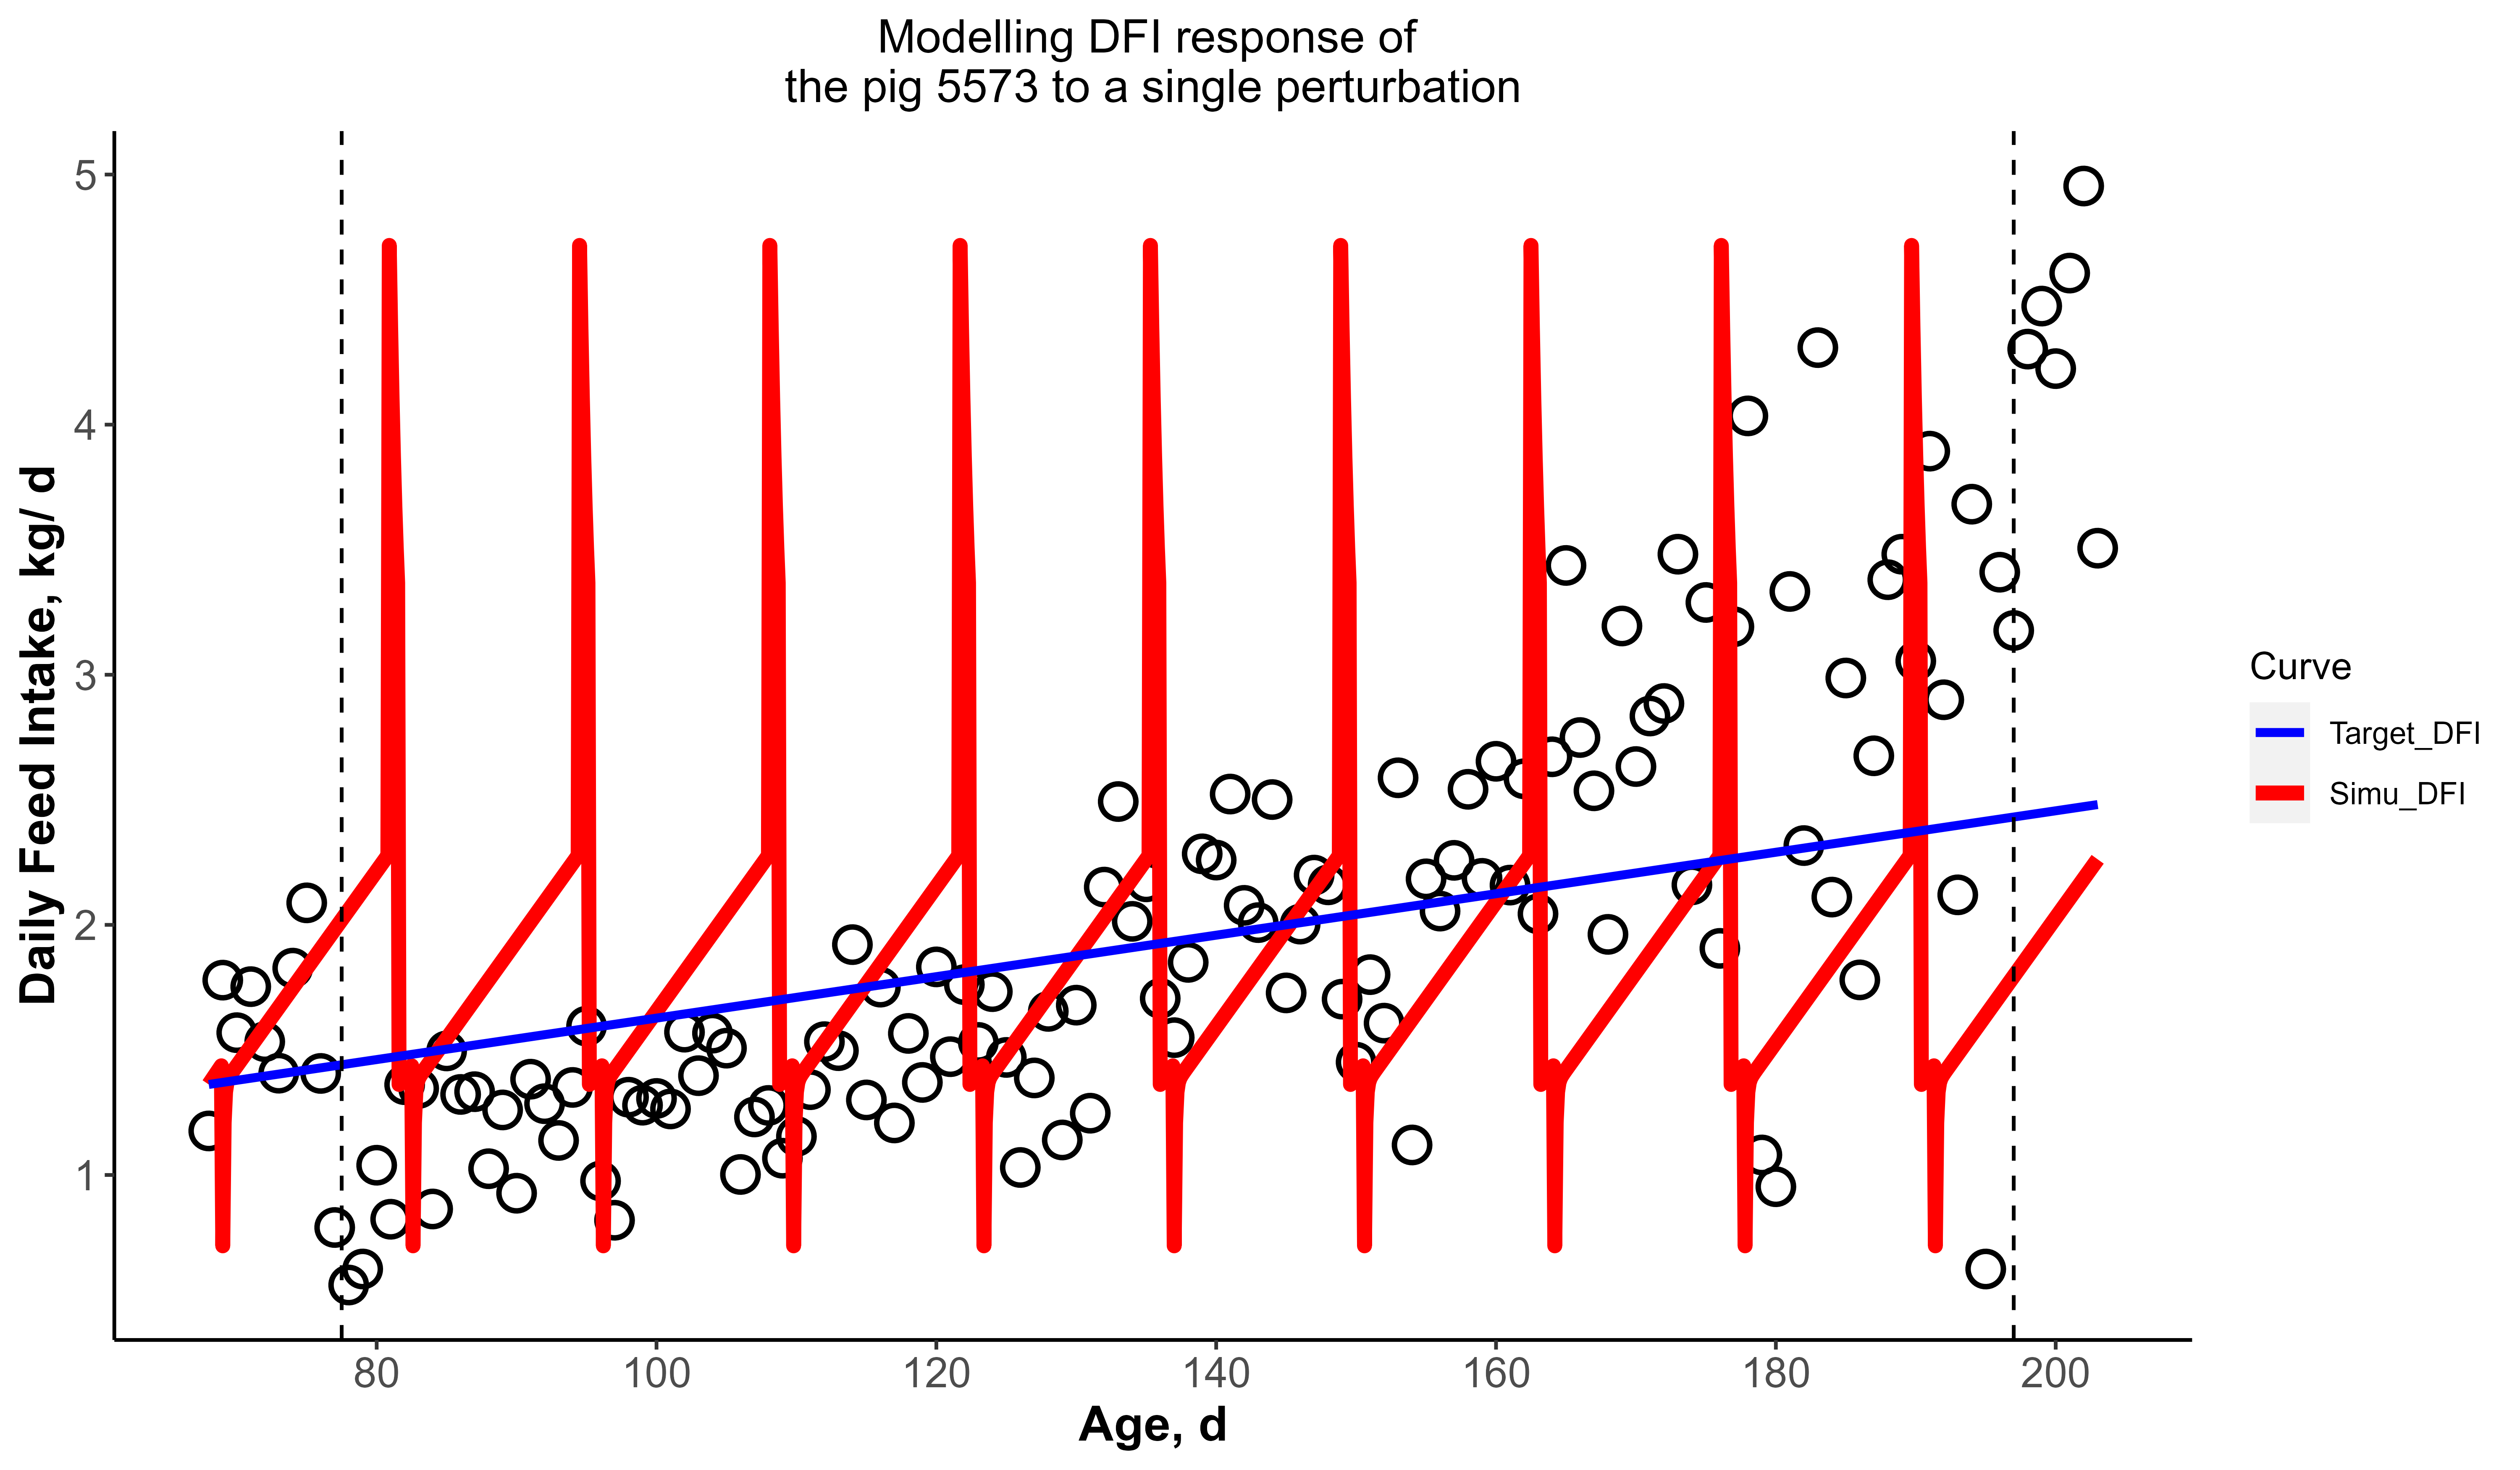 Modelling DFI response of
the pig 5573 to a single perturbation
Daily Feed Intake, kg/ d
5
4
3
2
1
80 100 120 140 160 180 200
Age, d
Curve
Target_DFI
Simu_DFI